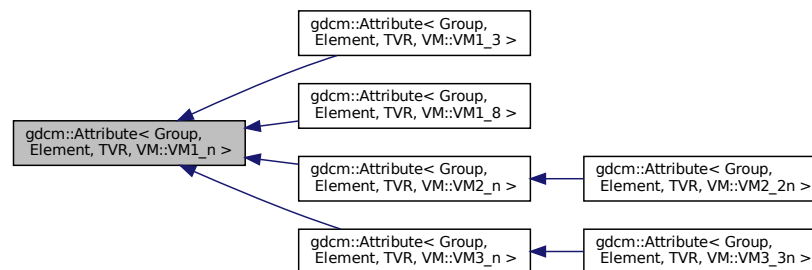 gdcm::Attribute< Group,
Element, TVR, VM::VM1_3 >
gdcm::Attribute< Group,
Element, TVR, VM::VM1_8 >
gdcm::Attribute< Group,
Element, TVR, VM::VM1_n >
gdcm::Attribute< Group,
Element, TVR, VM::VM2_n >
gdcm::Attribute< Group,
Element, TVR, VM::VM2_2n >
gdcm::Attribute< Group,
Element, TVR, VM::VM3_n >
gdcm::Attribute< Group,
Element, TVR, VM::VM3_3n >